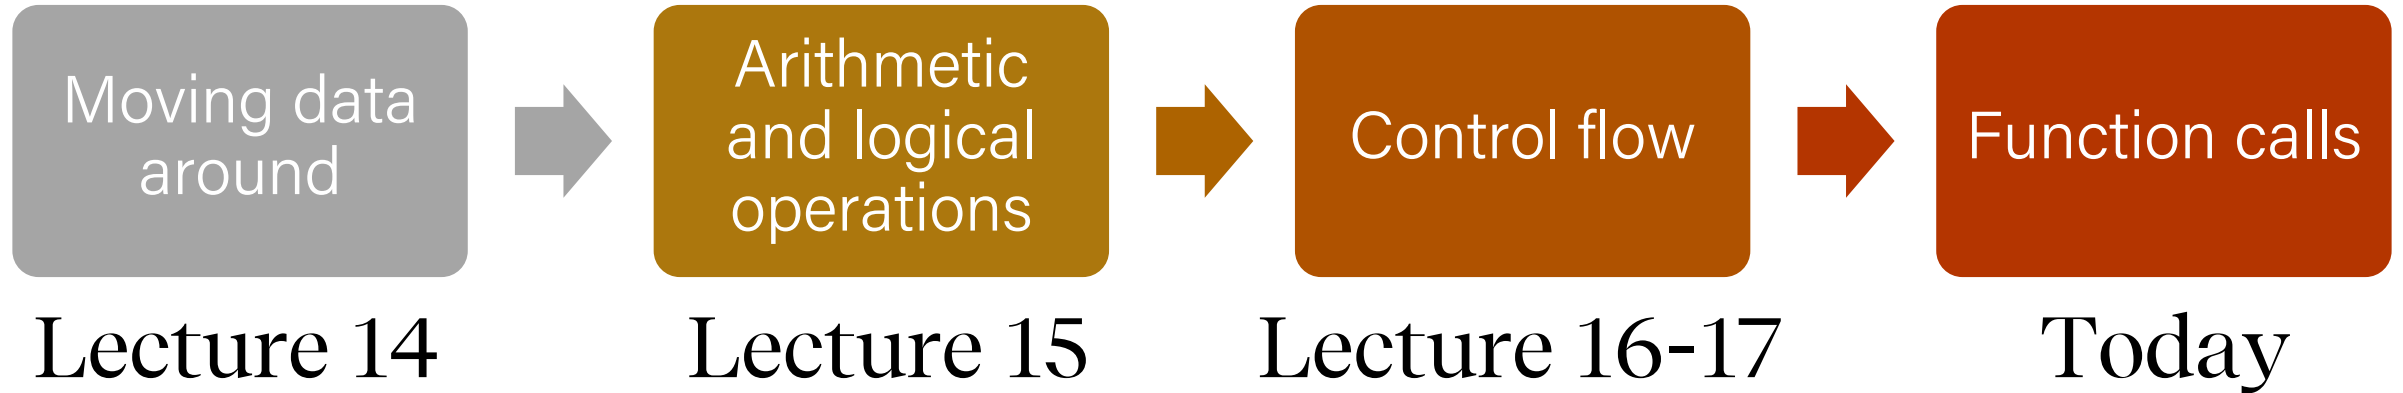 Moving data
around
Arithmetic
and logical
operations
Control flow
Function calls
Lecture 14
Lecture 15
Lecture 16-17
Today